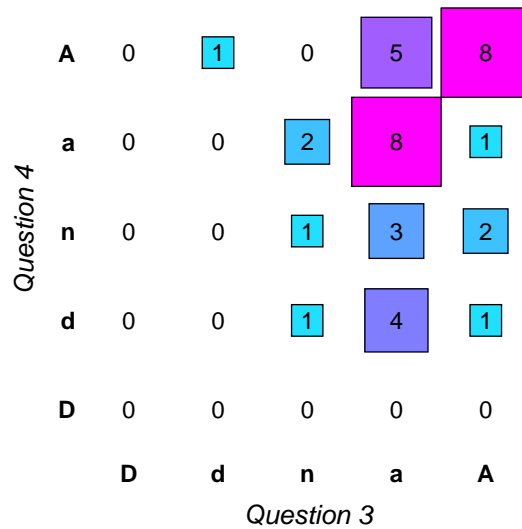 Question 4
A 0 1 0 5 8
a 0 0 2 8 1
n 0 0 1 3 2
d 0 0 1 4 1
D 0 0 0 0 0
D d n a A
Question 3